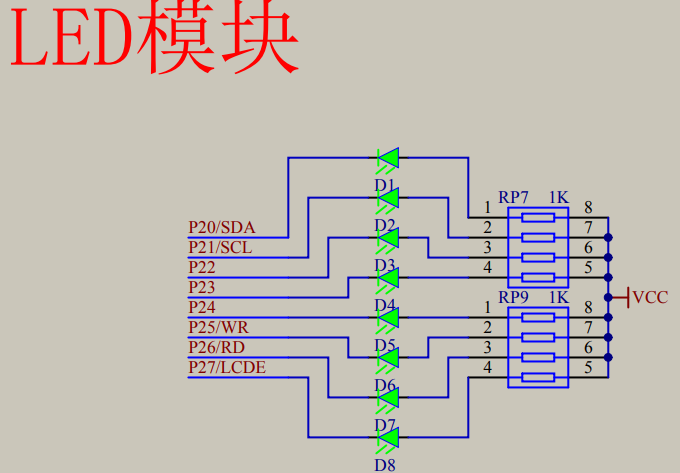 LED模块
D1
RP7 1K
1 8
P20/SDA D2 2 7
P21/SCL 3 6
P22 D3 4 5
P23 RP9 1K VCC
P24 D4 1 8
P25/WR D5 2 7
P26/RD 3 6
P27/LCDE D6 4 5
D7
D8